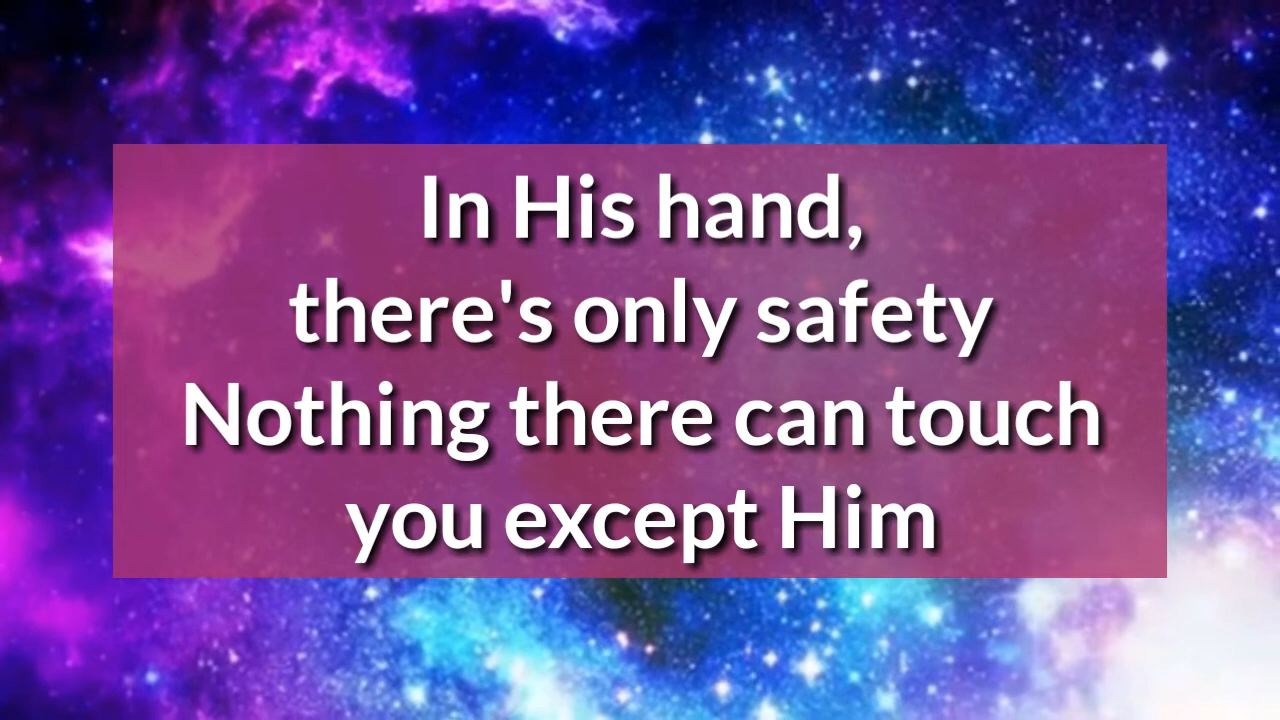 In His hand,
there's only safety
Nothing there can touch
you except Him